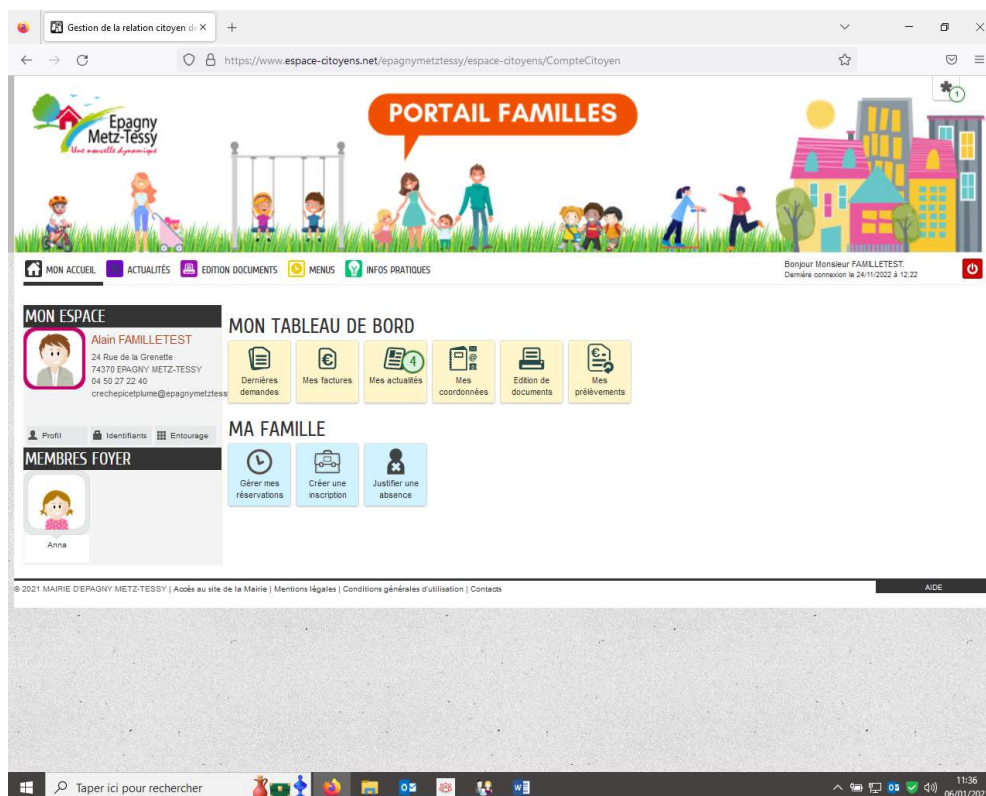 Gestion de la relation citoyen d
https://www.espace-citoyens.net/epagnymetztessy/espace-citoyens/CompteCitoyen
Epagny
Metz-Tessy
Une nouvelle dynamique
PORTAIL FAMILLES
1
MON ACCUEIL ACTUALITÉS EDITION DOCUMENTS MENUS INFOS PRATIQUES
Bonjour Monsieur FAMILLETEST.
Dernière connexion le 24/11/2022 à 12:22
MON ESPACE
Alain FAMILLETEST
24 Rue de la Grenette
74370 EPAGNY METZ-TESSY
04 50 27 22 40
crechepicetplume@epagnymetztess
Profil Identifiants Entourage
MEMBRES FOYER
Anna
MON TABLEAU DE BORD
Dernières
demandes
Mes factures
4
Mes actualités
Mes
coordonnées
Edition de
documents
Mes
prélèvements
MA FAMILLE
Gérer mes
réservations
Créer une
inscription
Justifier une
absence
© 2021 MAIRIE D'EPAGNY METZ-TESSY | Accès au site de la Mairie | Mentions légales | Conditions générales d'utilisation | Contacts
AIDE
Taper ici pour rechercher
11:36
06/01/202